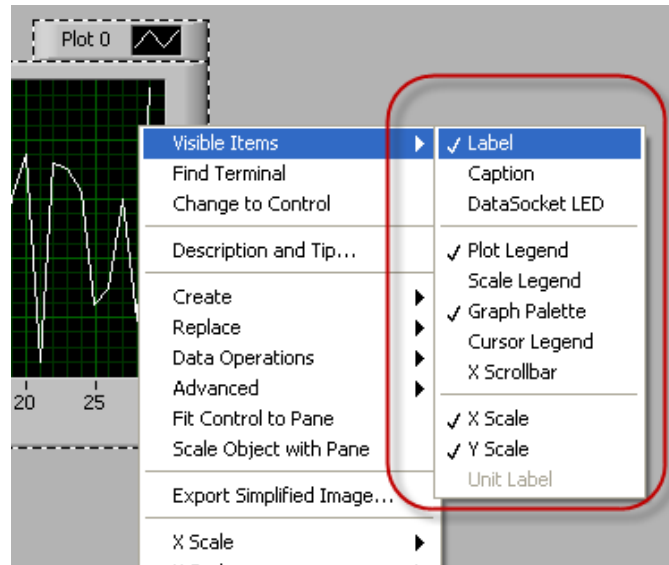 Plot 0
Visible Items
Find Terminal
Change to Control
Description and Tip...
Create
Replace
Data Operations
Advanced
Fit Control to Pane
Scale Object with Pane
Export Simplified Image...
X Scale
Label
Caption
DataSocket LED
Plot Legend
Scale Legend
Graph Palette
Cursor Legend
X Scrollbar
X Scale
Y Scale
Unit Label
20 25